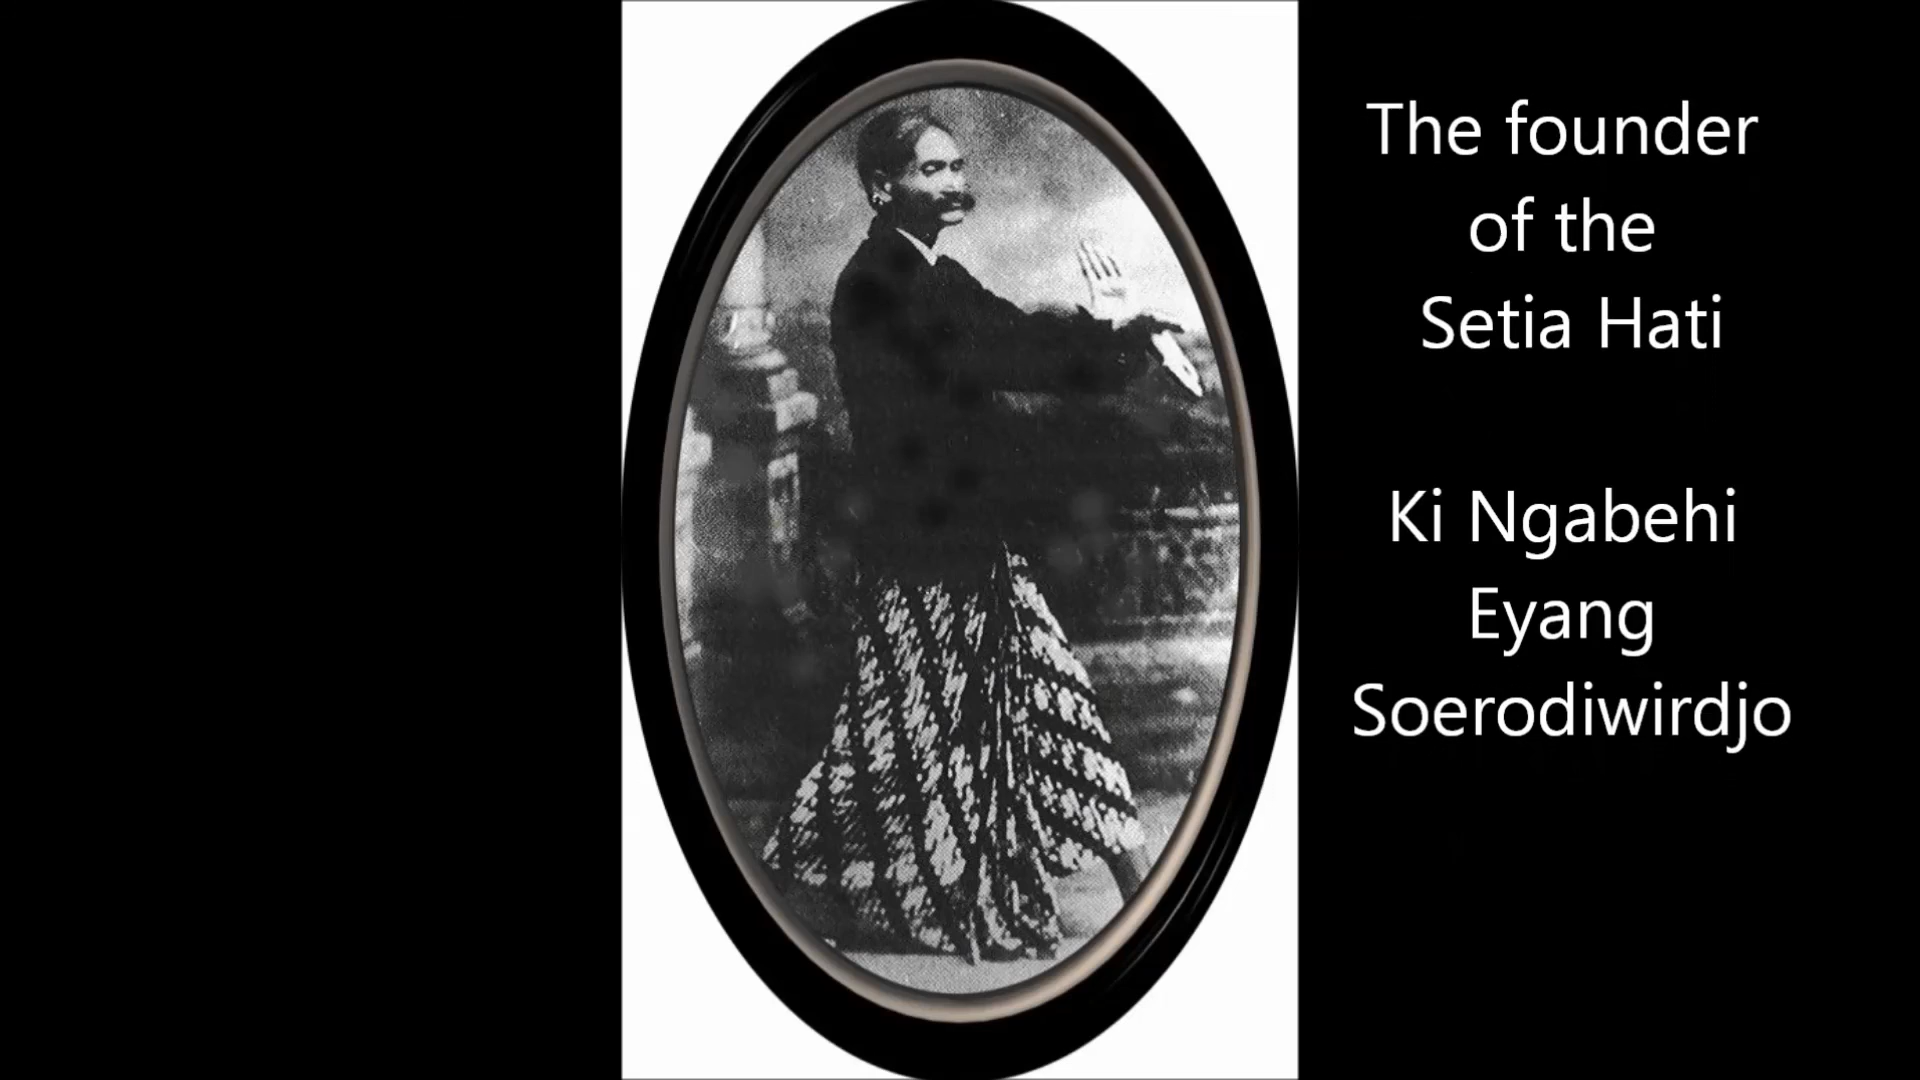 The founder
of the
Setia Hati
Ki Ngabehi
Eyang
Soerodiwirdjo